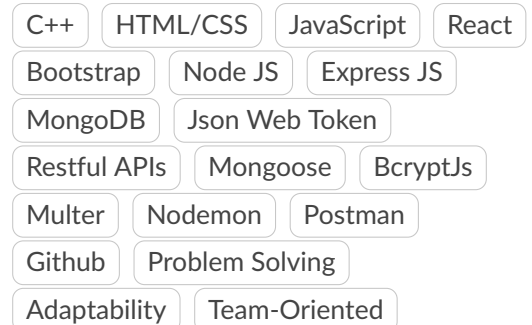 C++ HTML/CSS JavaScript React
Bootstrap Node JS Express JS
MongoDB Json Web Token
Restful APIs Mongoose BcryptJs
Multer Nodemon Postman
Github Problem Solving
Adaptability Team-Oriented